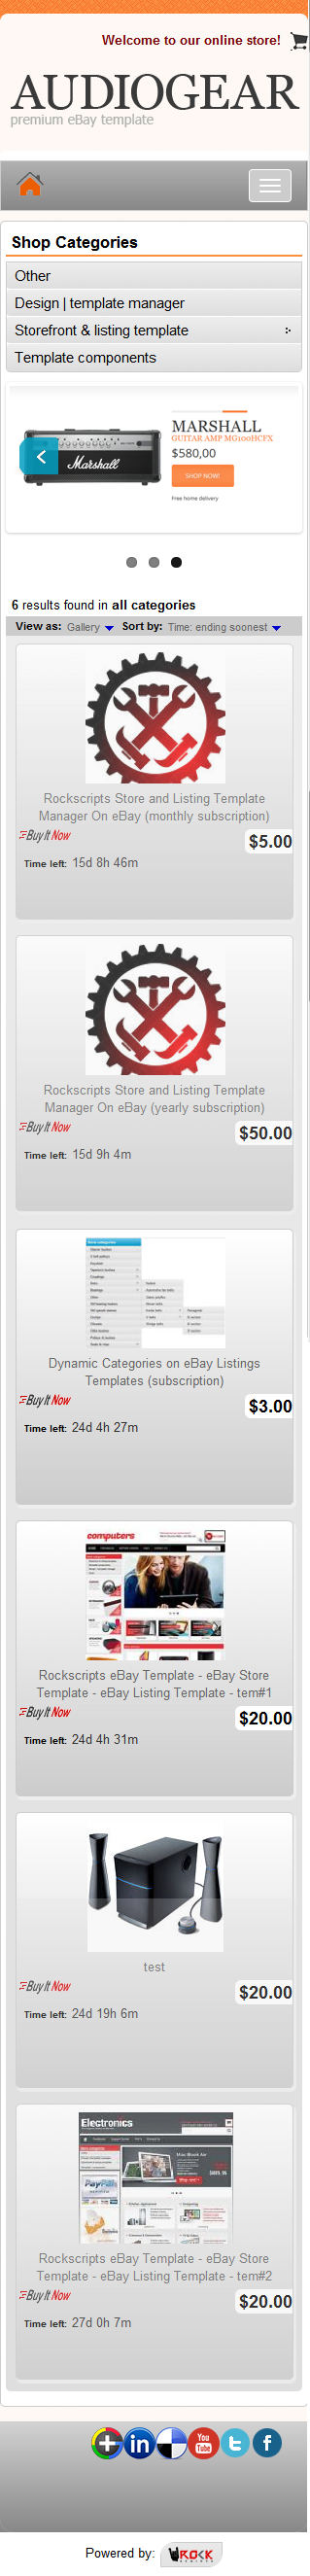 Welcome to our online store!
AUDIOGEAR
premium eBay template
Shop Categories
Other
Design | template manager
Storefront & listing template
Template components
Marshall
MARSHALL
GUITAR AMP MG100HCFX
$580,00
SHOP NOW!
Free home delivery
6 results found in all categories
View as: Gallery Sort by: Time: ending soonest
Rockscripts Store and Listing Template
Manager On eBay (monthly subscription)
Buy It Now
$5.00
Time left: 15d 8h 46m
Rockscripts Store and Listing Template
Manager On eBay (yearly subscription)
Buy It Now
$50.00
Time left: 15d 9h 4m
Dynamic Categories on eBay Listings
Templates (subscription)
Buy It Now
$3.00
Time left: 24d 4h 27m
computers
Rockscripts eBay Template - eBay Store
Template - eBay Listing Template - tem#1
Buy It Now
$20.00
Time left: 24d 4h 31m
test
Buy It Now
$20.00
Time left: 24d 19h 6m
Electronics
PayPal
Rockscripts eBay Template - eBay Store
Template - eBay Listing Template - tem#2
Buy It Now
$20.00
Time left: 27d 0h 7m
in
You
Tube
t
f
Powered by: ROCK